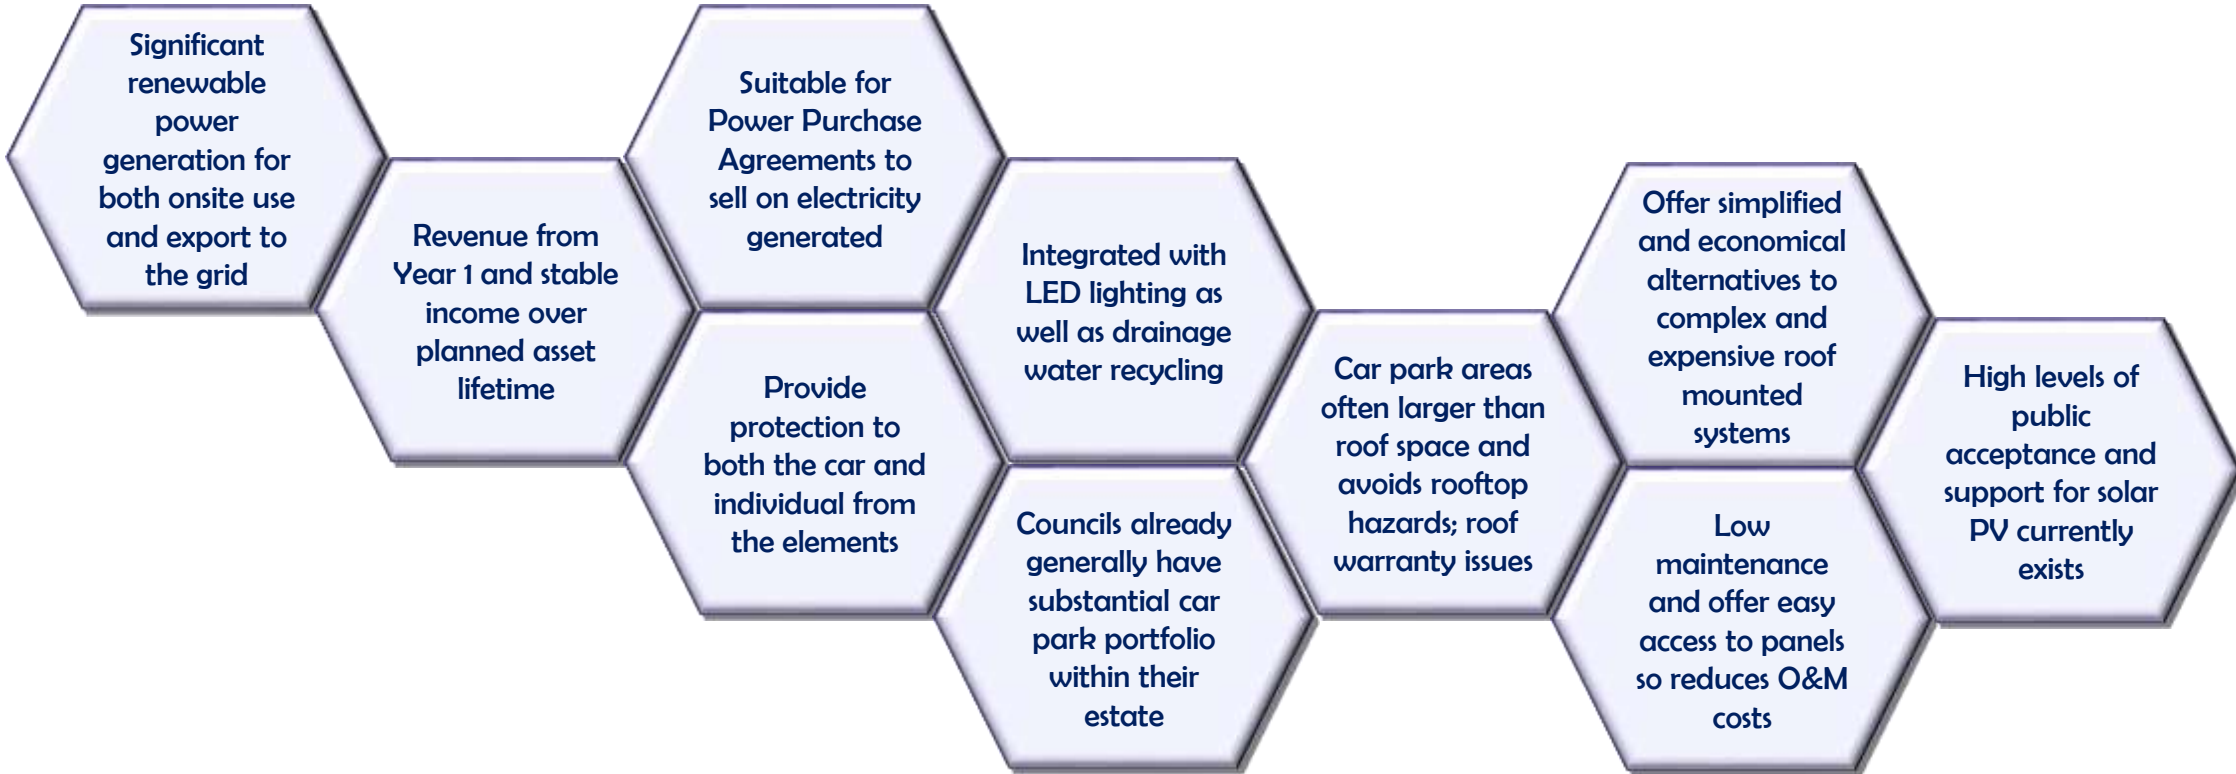 Significant
renewable
power
generation for
both onsite use
and export to
the grid
Revenue from
Year 1 and stable
income over
planned asset
lifetime
Suitable for
Power Purchase
Agreements to
sell on electricity
generated
Provide
protection to
both the car and
individual from
the elements
Integrated with
LED lighting as
well as drainage
water recycling
Councils already
generally have
substantial car
park portfolio
within their
estate
Car park areas
often larger than
roof space and
avoids rooftop
hazards; roof
warranty issues
Offer simplified
and economical
alternatives to
complex and
expensive roof
mounted
systems
Low
maintenance
and offer easy
access to panels
so reduces O&M
costs
High levels of
public
acceptance and
support for solar
PV currently
exists